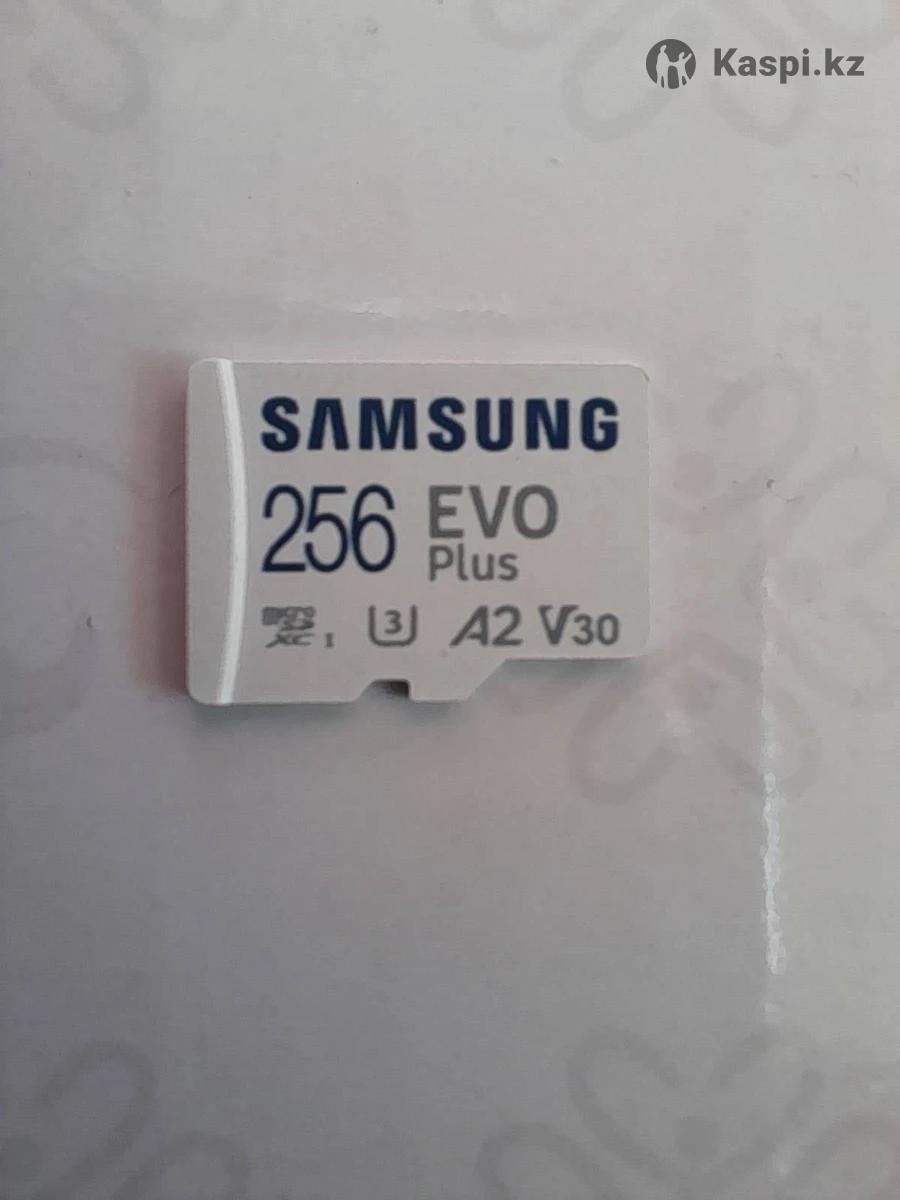 Kaspi.kz
SAMSUNG
256 EVO
Plus
micro SD XC I U3 A2 V30